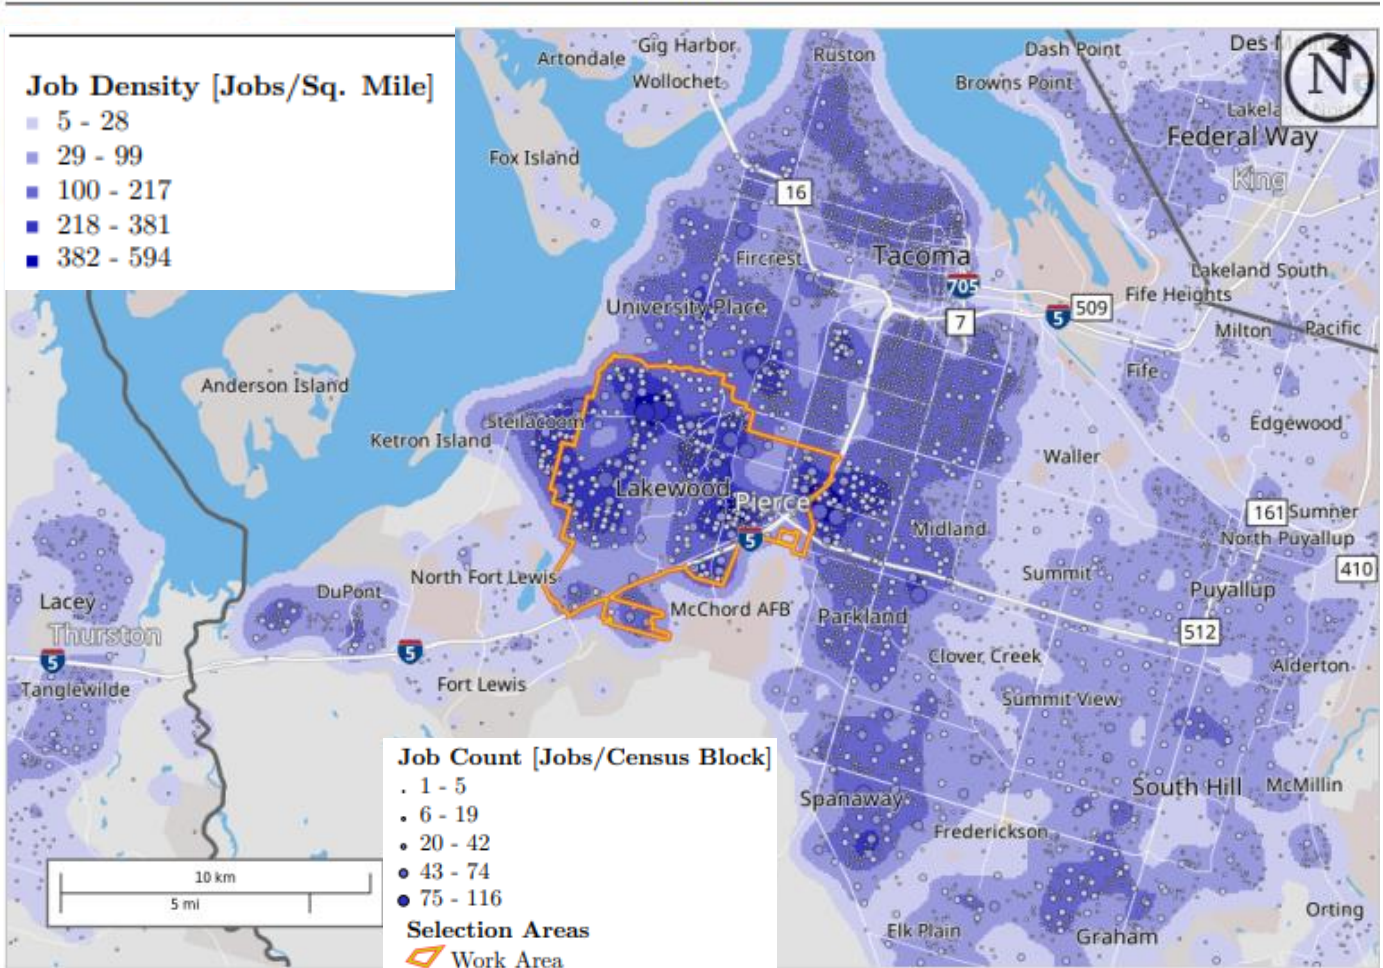 Job Density [Jobs/Sq. Mile]
5 - 28
29 - 99
100 - 217
218 - 381
382 - 594
Gig Harbor
Artondale
Wollochet
Ruston
Dash Point
Browns Point
N
Federal Way
King
Fox Island
16
Fircrest
Tacoma
705
Lakeland South
Fife Heights
509
5
7
University Place
Milton
Pacific
Fife
Anderson Island
Steilacoom
Ketron Island
Edgewood
Waller
Lakewood
Pierce
161
Sumner
5
Midland
North Puyallup
410
North Fort Lewis
Summit
DuPont
Puyallup
Lacey
McChord AFB
Parkland
Thurston
512
5
5
Clover Creek
Alderton
Tanglewilde
Fort Lewis
Summit View
Job Count [Jobs/Census Block]
1 - 5
6 - 19
20 - 42
43 - 74
75 - 116
Selection Areas
Work Area
South Hill
McMillin
Spanaway
Frederickson
10 km
5 mi
Orting
Elk Plain
Graham